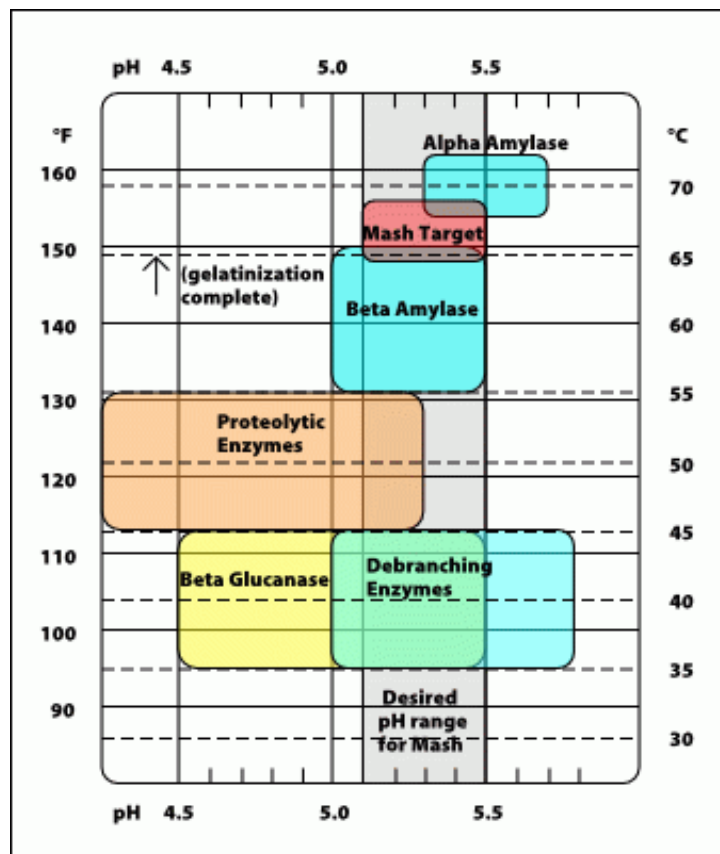 pH 4.5 5.0 5.5
°F °C
Alpha Amylase
160 70
Mash Target
150 65
(gelatinization
complete)
Beta Amylase
140 60
130 55
Proteolytic
Enzymes
120 50
45
110
Debranching
Beta Glucanase
Enzymes
40
100
35
Desired
90
pH range
for Mash
30
pH 4.5 5.0 5.5